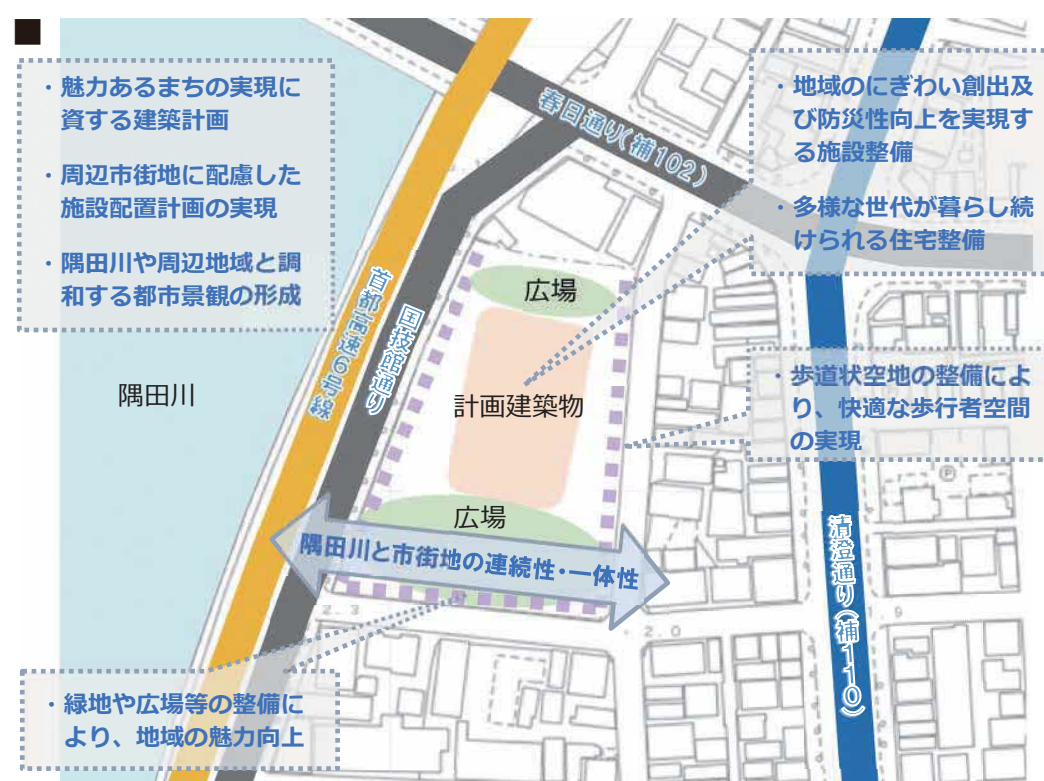 ・魅力あるまちの実現に
資する建築計画
・周辺市街地に配慮した
施設配置計画の実現
・隅田川や周辺地域と調
和する都市景観の形成
・地域のにぎわい創出及
び防災性向上を実現す
る施設整備
・多様な世代が暮らし続
けられる住宅整備
春日通り(補102)
首都高速6号線
国技館通り
広場
計画建築物
隅田川
・歩道状空地の整備によ
り、快適な歩行者空間
の実現
P
広場
隅田川と市街地の連続性・一体性
清澄通り(補110)
2.3
2.0
1.9
・緑地や広場等の整備に
より、地域の魅力向上